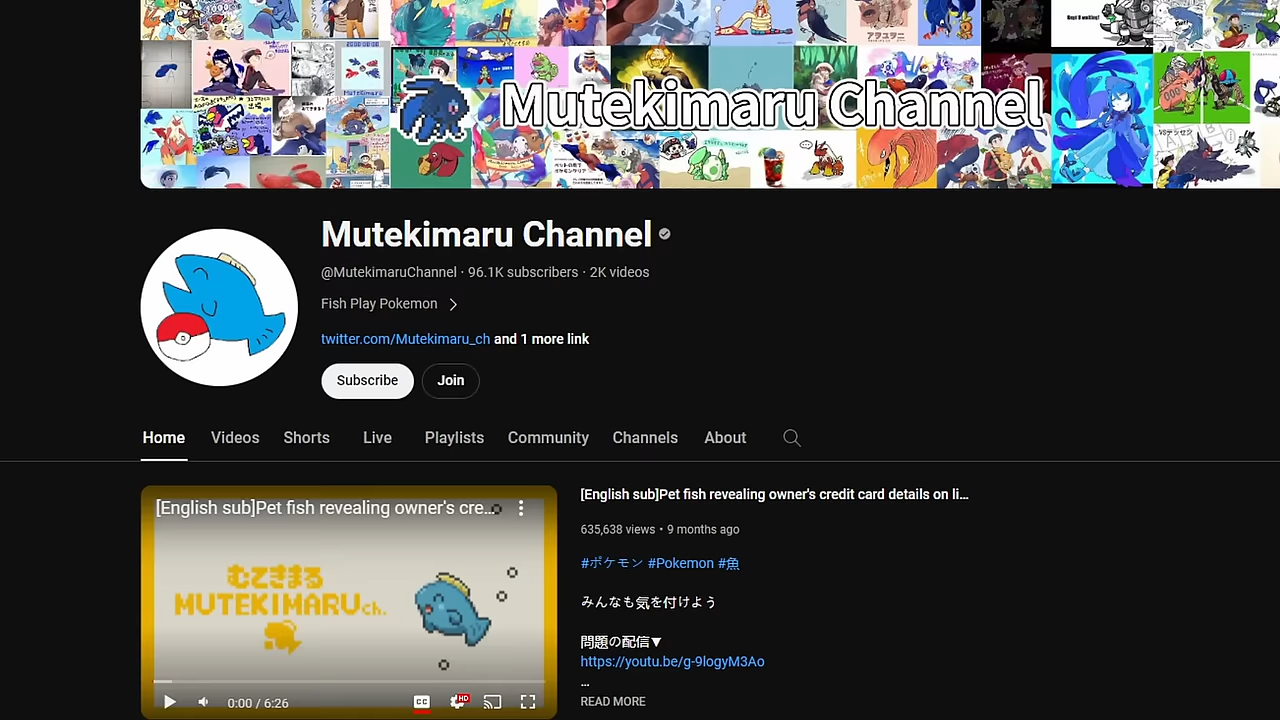 Mutekimaru Channel
Mutekimaru Channel
@MutekimaruChannel · 96.1K subscribers · 2K videos
Fish Play Pokemon
twitter.com/Mutekimaru_ch and 1 more link
Subscribe
Join
Home
Videos
Shorts
Live
Playlists
Community
Channels
About
[English sub]Pet fish revealing owner's cre...
むてきまる
MUTEKIMARU ch.
0:00 / 6:26
CC
HD
[English sub]Pet fish revealing owner's credit card details on li...
635,638 views • 9 months ago
#ポケモン #Pokemon #魚
みんなも気を付けよう
問題の配信▼
https://youtu.be/g-9logyM3Ao
...
READ MORE